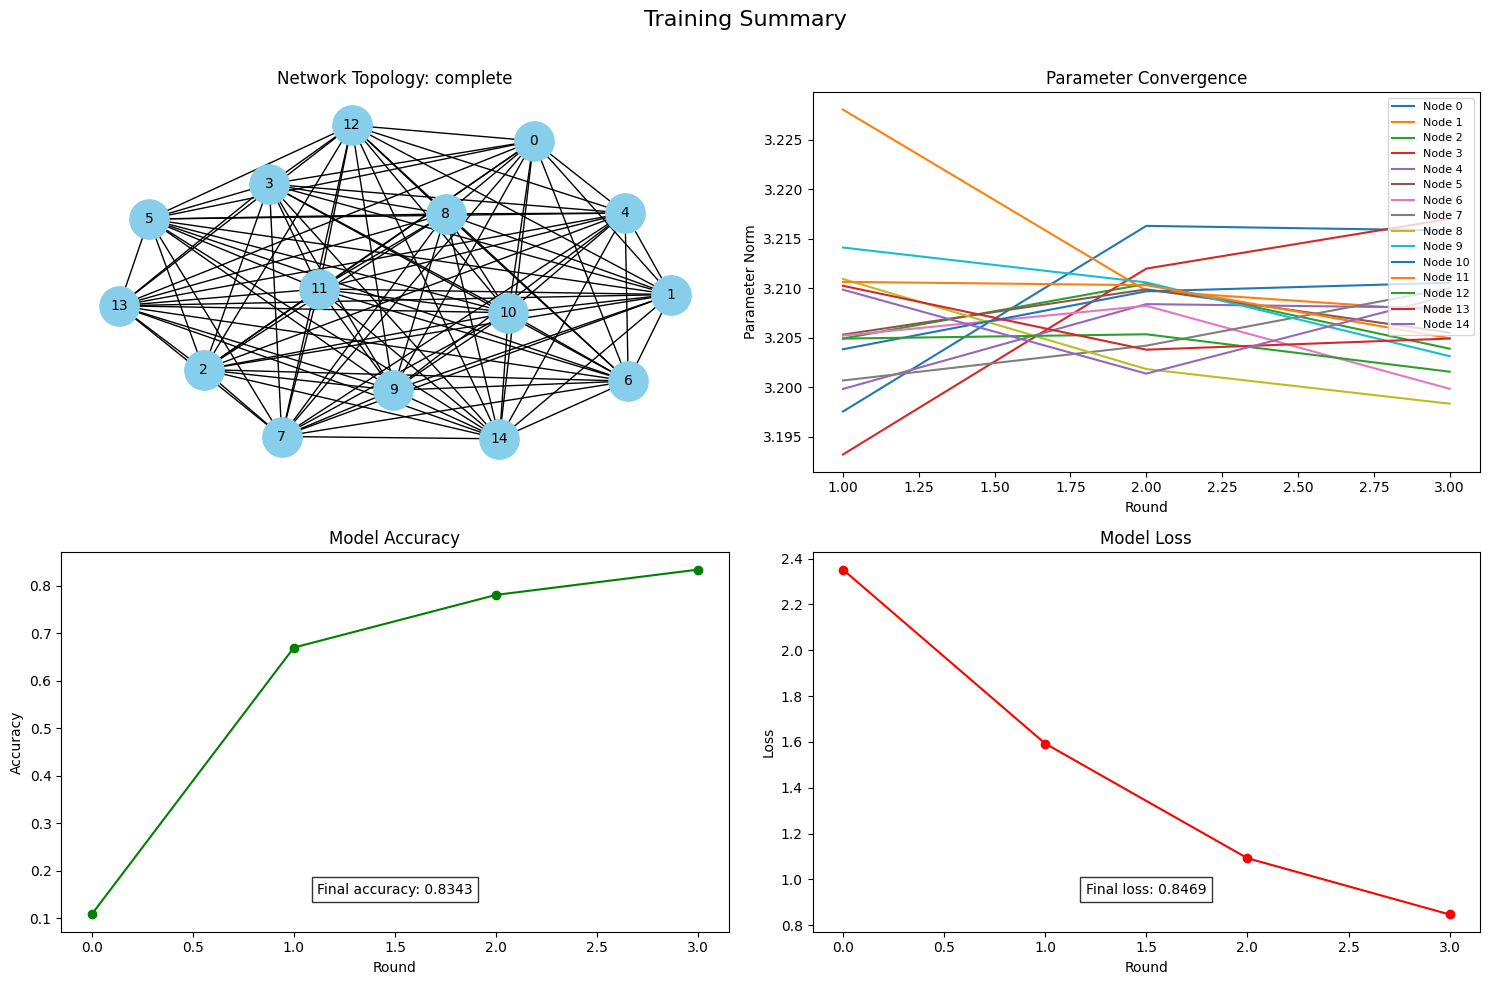 Training Summary
Network Topology: complete
12
0
3
4
8
5
11
1
13
10
2
6
9
7
14
Parameter Convergence
Parameter Norm
3.225
3.220
3.215
3.210
3.205
3.200
3.195
1.00 1.25 1.50 1.75 2.00 2.25 2.50 2.75 3.00
Round
Node 0
Node 1
Node 2
Node 3
Node 4
Node 5
Node 6
Node 7
Node 8
Node 9
Node 10
Node 11
Node 12
Node 13
Node 14
Model Accuracy
Accuracy
0.8
0.7
0.6
0.5
0.4
0.3
0.2
0.1
Final accuracy: 0.8343
0.0 0.5 1.0 1.5 2.0 2.5 3.0
Round
Model Loss
Loss
2.4
2.2
2.0
1.8
1.6
1.4
1.2
1.0
0.8
Final loss: 0.8469
0.0 0.5 1.0 1.5 2.0 2.5 3.0
Round